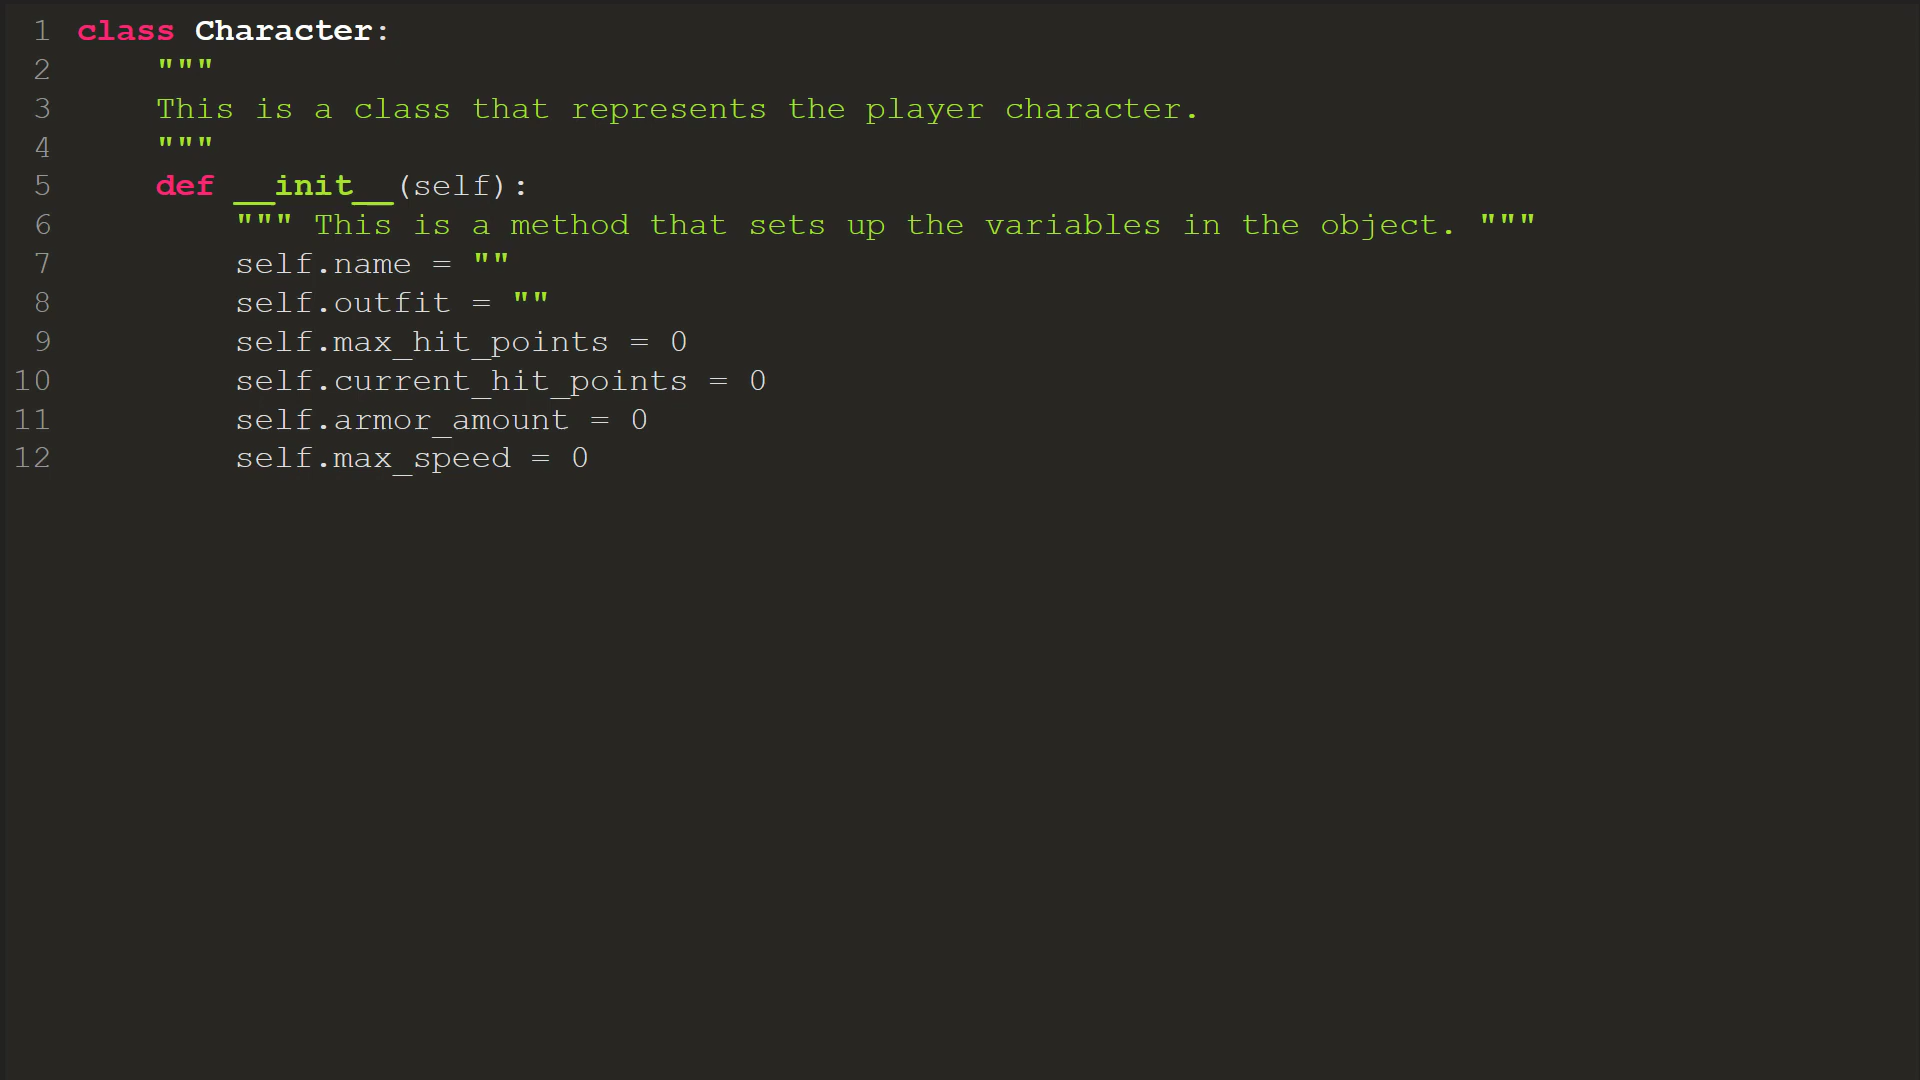 1 class Character:
2     """
3     This is a class that represents the player character.
4     """
5     def __init__(self):
6         """ This is a method that sets up the variables in the object. """
7         self.name = ""
8         self.outfit = ""
9         self.max_hit_points = 0
10         self.current_hit_points = 0
11         self.armor_amount = 0
12         self.max_speed = 0